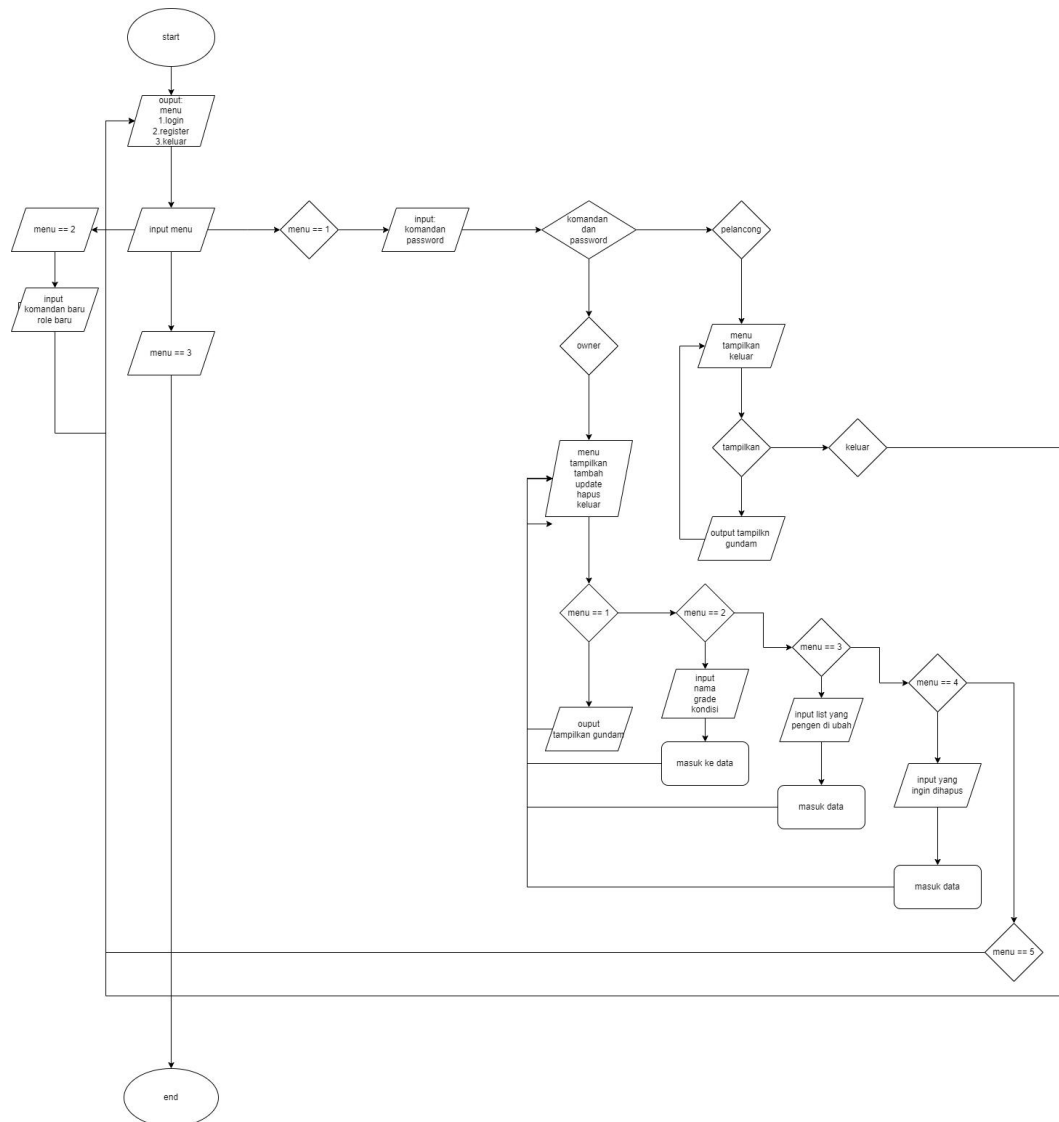 start
ouput:
menu
1.login
2.register
3.keluar
menu == 2
input menu
menu == 1
input:
komandan
password
komandan
dan
password
pelancong
input
komandan baru
role baru
menu == 3
owner
menu
tampilkan
keluar
menu
tampilkan
tambah
update
hapus
keluar
tampilkan
keluar
output tampilkn
gundam
menu == 1
menu == 2
menu == 3
menu == 4
input
nama
grade
kondisi
ouput
tampilkan gundam
input list yang
pengen di ubah
masuk ke data
input yang
ingin dihapus
masuk data
masuk data
menu == 5
end